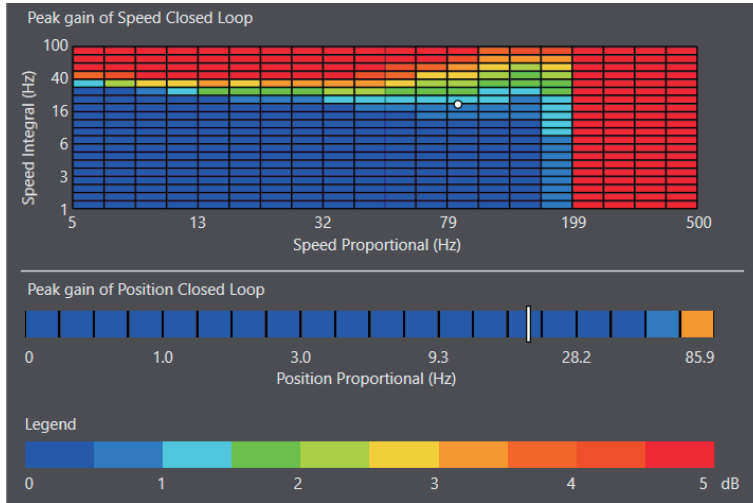 Peak gain of Speed Closed Loop
100
40
16
6
3
1
Speed Integral (Hz)
5 13 32 79 199 500
Speed Proportional (Hz)
Peak gain of Position Closed Loop
0 1.0 3.0 9.3 28.2 85.9
Position Proportional (Hz)
Legend
0 1 2 3 4 5 dB